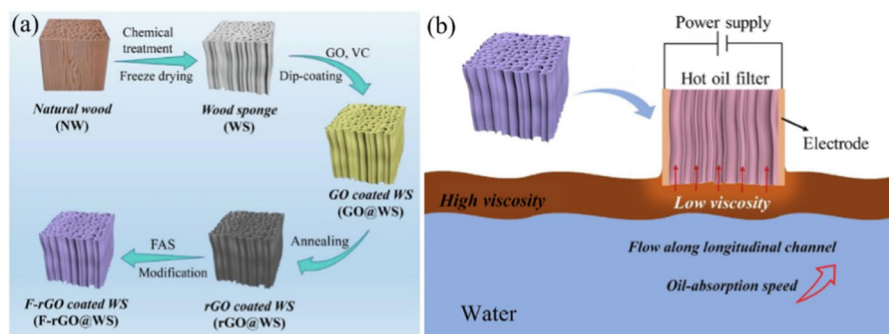 (a)
Chemical
treatment
Freeze drying
GO, VC
Dip-coating
Natural wood
(NW)
Wood sponge
(WS)
GO coated WS
(GO@WS)
Annealing
FAS
Modification
rGO coated WS
(rGO@WS)
F-rGO coated WS
(F-rGO@WS)
(b)
Power supply
Hot oil filter
Electrode
High viscosity
Low viscosity
Flow along longitudinal channel
Oil-absorption speed
Water